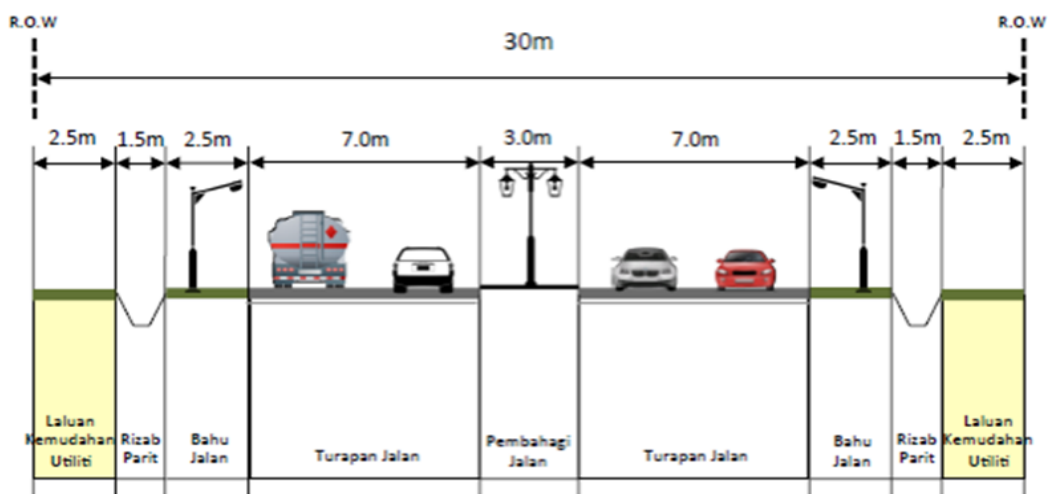 R.O.W
R.O.W
30m
2.5m
1.5m
2.5m
7.0m
3.0m
7.0m
2.5m
1.5m
2.5m
Laluan
Kemudahan
Utiliti
Rizab
Parit
Bahu
Jalan
Turapan Jalan
Pembahagi
Jalan
Turapan Jalan
Bahu
Jalan
Rizab
Parit
Laluan
Kemudahan
Utiliti